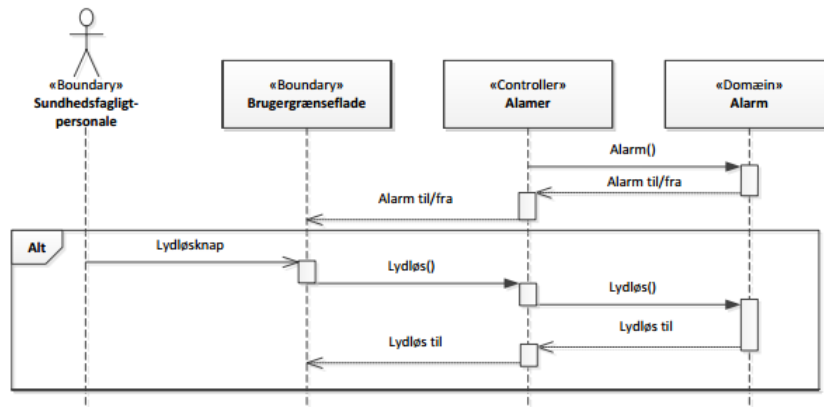 «Boundary»
Sundhedsfagligt-
personale
«Boundary»
Brugergrænseflade
«Controller»
Alamer
«Domæin»
Alarm
Alarm()
Alarm til/fra
Alarm til/fra
Alt
Lydløsknap
Lydløs()
Lydløs()
Lydløs til
Lydløs til